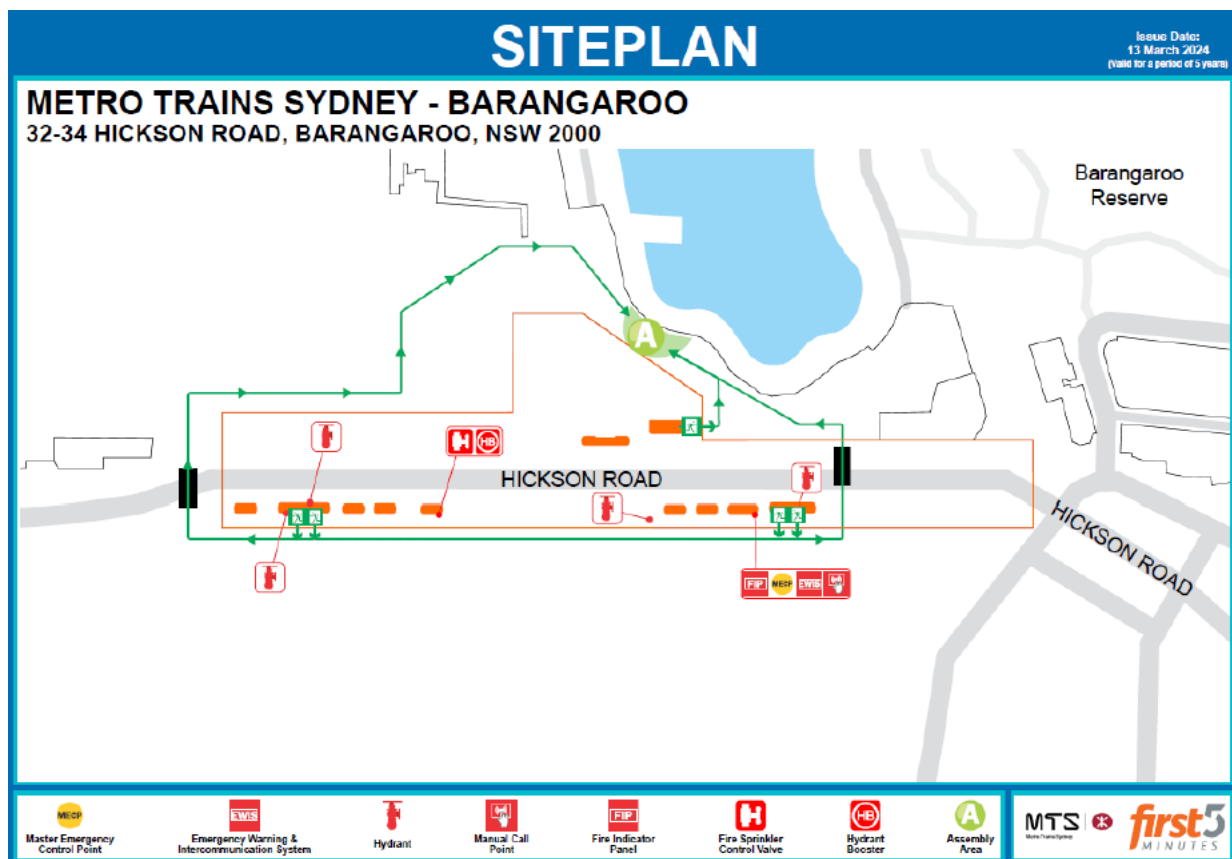 SITEPLAN
Issue Date:
13 March 2024
(Valid for a period of 5 years)
METRO TRAINS SYDNEY - BARANGAROO
32-34 HICKSON ROAD, BARANGAROO, NSW 2000
Barangaroo
Reserve
A
HB
HICKSON ROAD
HICKSON ROAD
FIP MECP EWIS
MECP
Master Emergency
Control Point
EWIS
Emergency Warning &
Intercommunication System
Hydrant
Manual Call
Point
FIP
Fire Indicator
Panel
Fire Sprinkler
Control Valve
HB
Hydrant
Booster
A
Assembly
Area
MTS
Metro Trains Sydney
first5
MINUTES